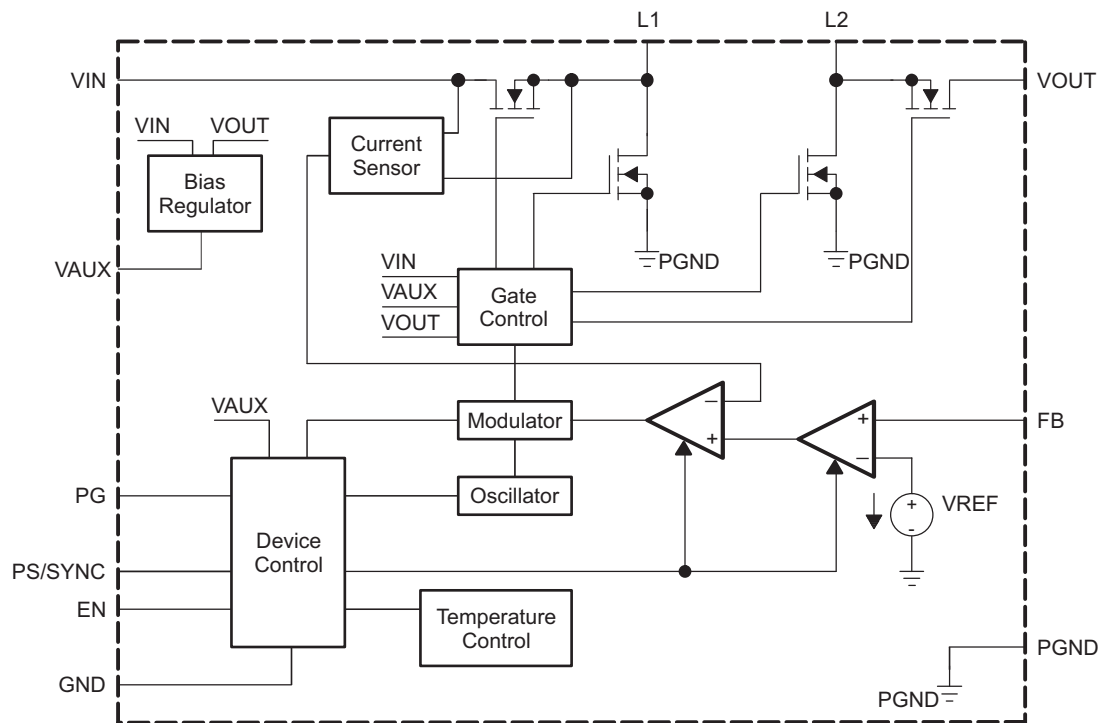 L1
L2
VIN
VOUT
VIN
VOUT
Current
Sensor
Bias
Regulator
VAUX
PGND
PGND
VIN
VAUX
VOUT
Gate
Control
VAUX
Modulator
−
+
+
−
FB
PG
Oscillator
+
-
VREF
Device
Control
PS/SYNC
EN
Temperature
Control
PGND
GND
PGND